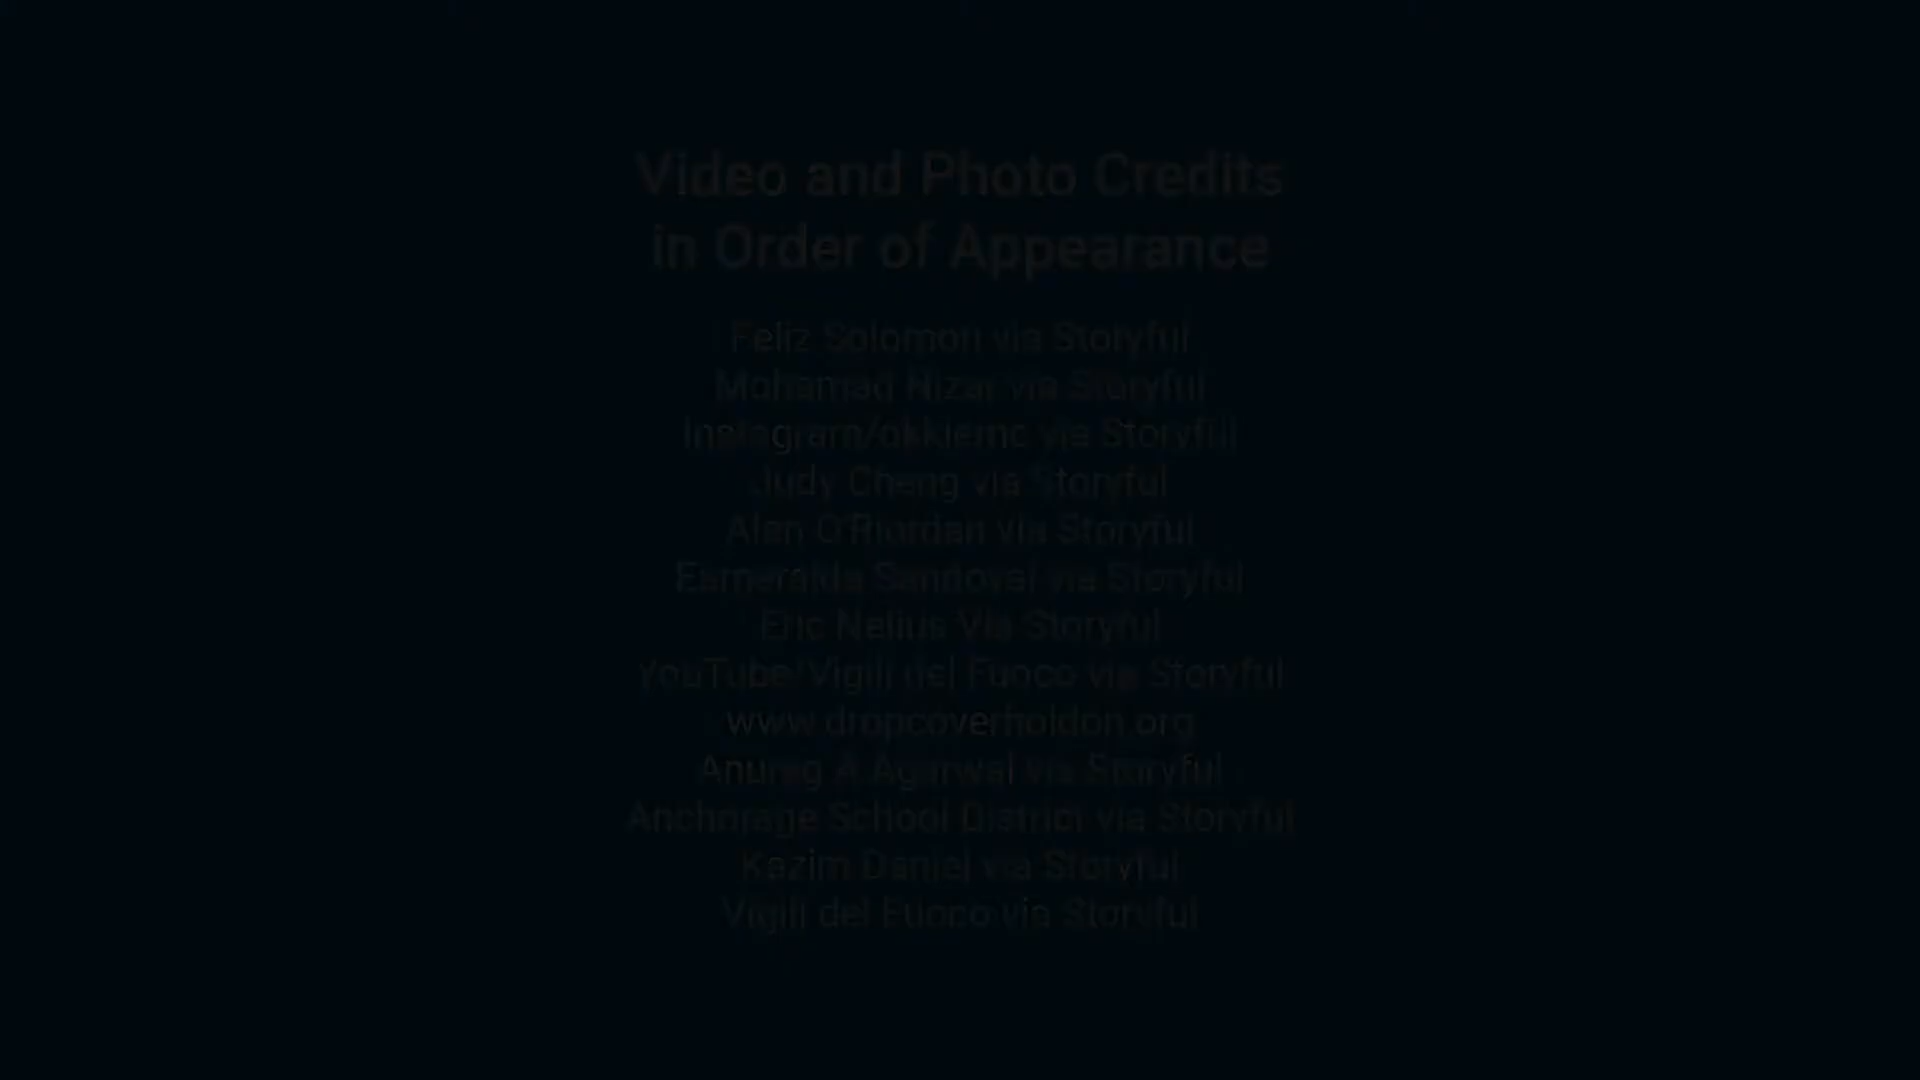 Video and Photo Credits
in Order of Appearance
Feliz Solomon via Storyful
Mohamad Nizar via Storyful
Instagram/okkiemc via Storyful
Judy Cheng via Storyful
Alan O'Riordan via Storyful
Esmeralda Sandoval via Storyful
Eric Nelius Via Storyful
YouTube/Vigili del Fuoco via Storyful
www.dropcoverholdon.org
Anurag A Agarwal via Storyful
Anchorage School District via Storyful
Kazim Daniel via Storyful
Vigili del Fuoco via Storyful